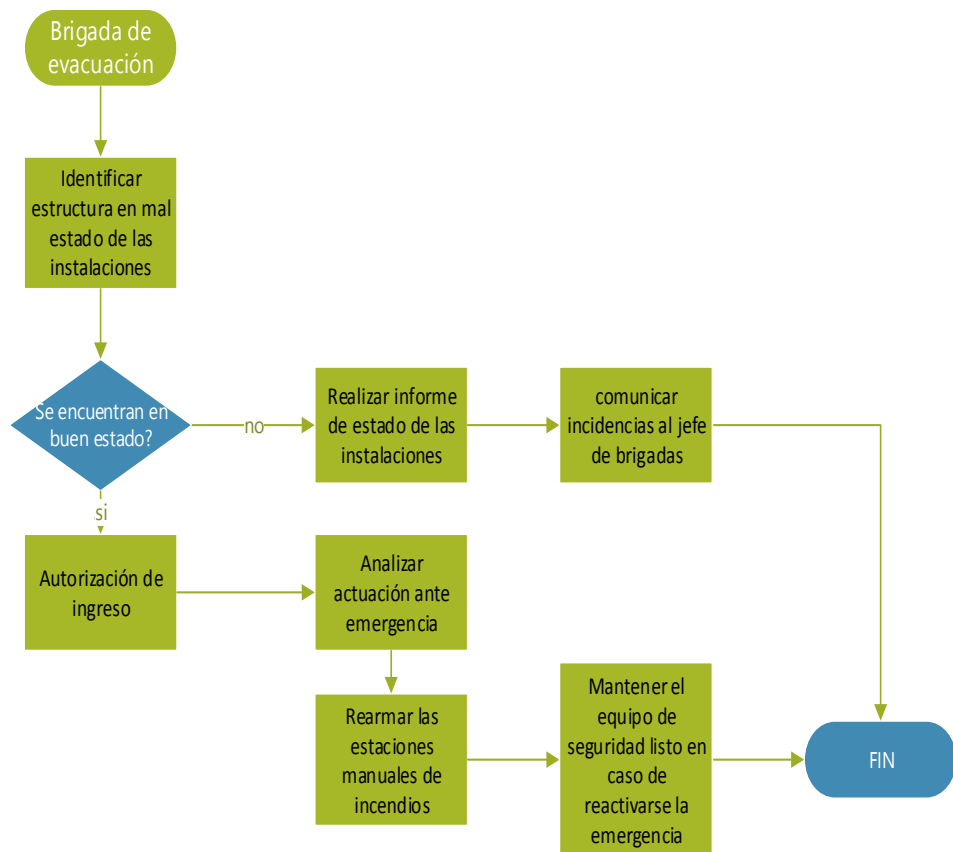 Brigada de
evacuación
Identificar
estructura en mal
estado de las
instalaciones
Se encuentran en
buen estado?
no
Realizar informe
de estado de las
instalaciones
comunicar
incidencias al jefe
de brigadas
si
Autorización de
ingreso
Analizar
actuación ante
emergencia
Rearmar las
estaciones
manuales de
incendios
Mantener el
equipo de
seguridad listo en
caso de
reactivarse la
emergencia
FIN